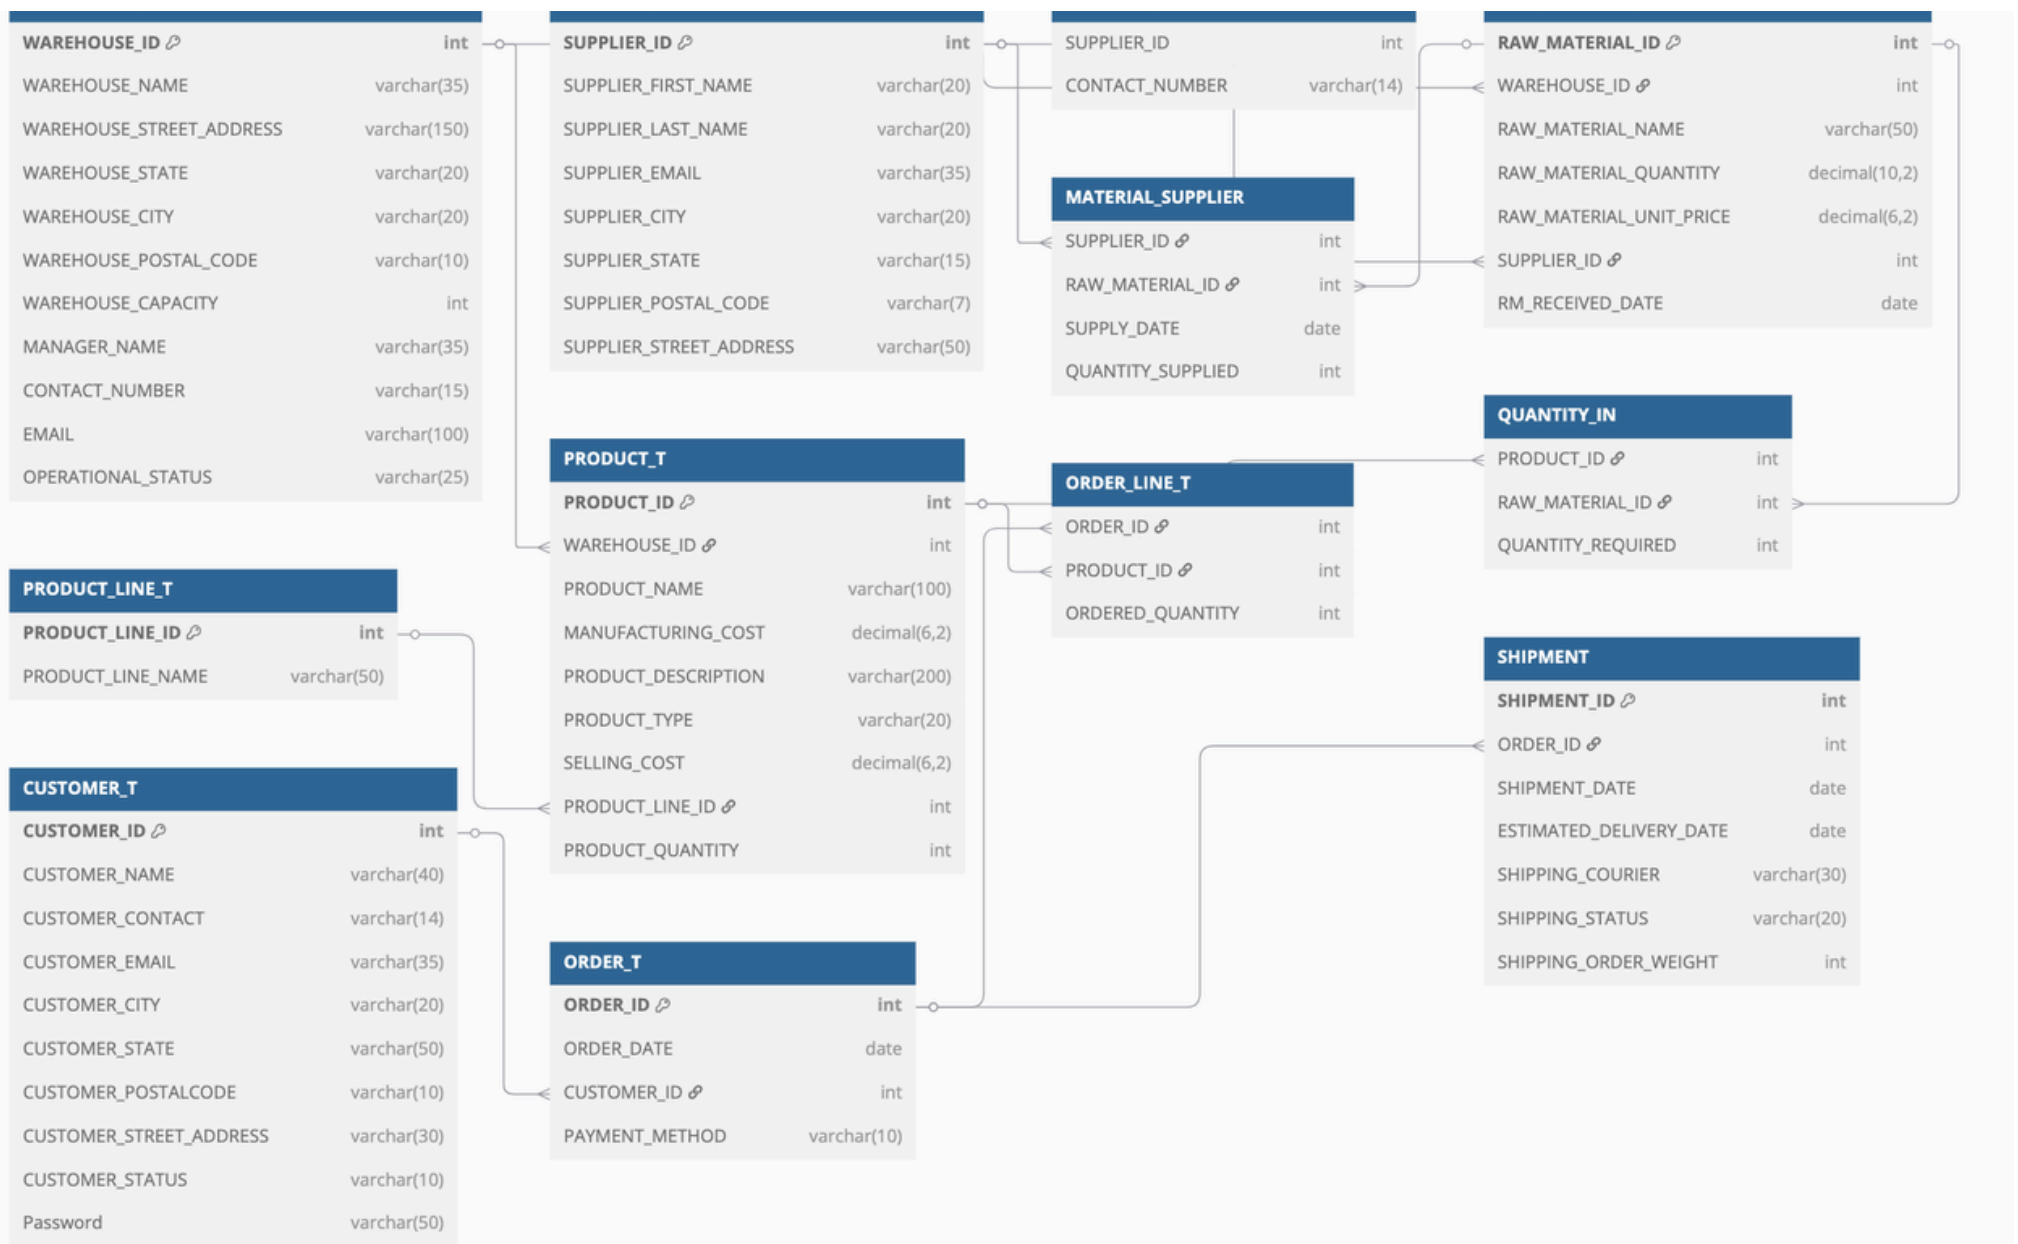 WAREHOUSE_ID int
WAREHOUSE_NAME varchar(35)
WAREHOUSE_STREET_ADDRESS varchar(150)
WAREHOUSE_STATE varchar(20)
WAREHOUSE_CITY varchar(20)
WAREHOUSE_POSTAL_CODE varchar(10)
WAREHOUSE_CAPACITY int
MANAGER_NAME varchar(35)
CONTACT_NUMBER varchar(15)
EMAIL varchar(100)
OPERATIONAL_STATUS varchar(25)
SUPPLIER_ID int
SUPPLIER_FIRST_NAME varchar(20)
SUPPLIER_LAST_NAME varchar(20)
SUPPLIER_EMAIL varchar(35)
SUPPLIER_CITY varchar(20)
SUPPLIER_STATE varchar(15)
SUPPLIER_POSTAL_CODE varchar(7)
SUPPLIER_STREET_ADDRESS varchar(50)
SUPPLIER_ID int
CONTACT_NUMBER varchar(14)
MATERIAL_SUPPLIER
SUPPLIER_ID int
RAW_MATERIAL_ID int
SUPPLY_DATE date
QUANTITY_SUPPLIED int
RAW_MATERIAL_ID int
WAREHOUSE_ID int
RAW_MATERIAL_NAME varchar(50)
RAW_MATERIAL_QUANTITY decimal(10,2)
RAW_MATERIAL_UNIT_PRICE decimal(6,2)
SUPPLIER_ID int
RM_RECEIVED_DATE date
QUANTITY_IN
PRODUCT_ID int
RAW_MATERIAL_ID int
QUANTITY_REQUIRED int
PRODUCT_T
PRODUCT_ID int
WAREHOUSE_ID int
PRODUCT_NAME varchar(100)
MANUFACTURING_COST decimal(6,2)
PRODUCT_DESCRIPTION varchar(200)
PRODUCT_TYPE varchar(20)
SELLING_COST decimal(6,2)
PRODUCT_LINE_ID int
PRODUCT_QUANTITY int
ORDER_LINE_T
ORDER_ID int
PRODUCT_ID int
ORDERED_QUANTITY int
PRODUCT_LINE_T
PRODUCT_LINE_ID int
PRODUCT_LINE_NAME varchar(50)
SHIPMENT
SHIPMENT_ID int
ORDER_ID int
SHIPMENT_DATE date
ESTIMATED_DELIVERY_DATE date
SHIPPING_COURIER varchar(30)
SHIPPING_STATUS varchar(20)
SHIPPING_ORDER_WEIGHT int
CUSTOMER_T
CUSTOMER_ID int
CUSTOMER_NAME varchar(40)
CUSTOMER_CONTACT varchar(14)
CUSTOMER_EMAIL varchar(35)
CUSTOMER_CITY varchar(20)
CUSTOMER_STATE varchar(50)
CUSTOMER_POSTALCODE varchar(10)
CUSTOMER_STREET_ADDRESS varchar(30)
CUSTOMER_STATUS varchar(10)
Password varchar(50)
ORDER_T
ORDER_ID int
ORDER_DATE date
CUSTOMER_ID int
PAYMENT_METHOD varchar(10)